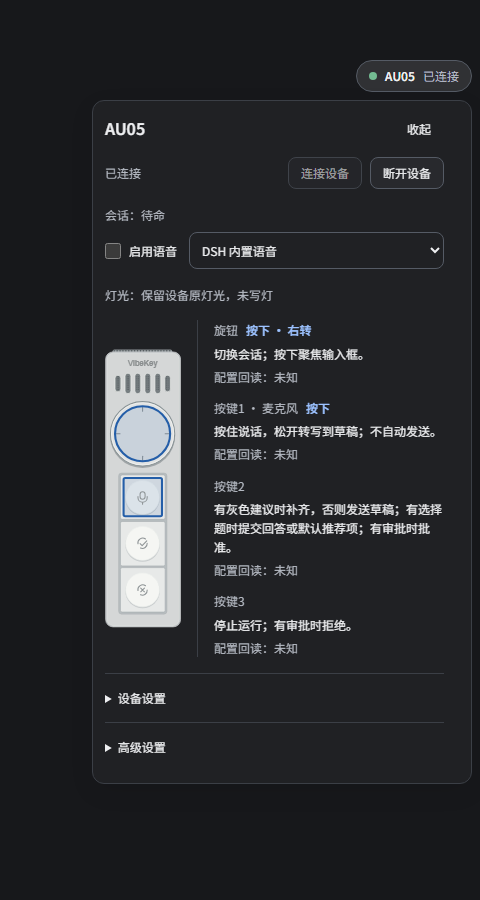 AU05 已连接
AU05
收起
已连接
连接设备
断开设备
会话：待命
启用语音
DSH 内置语音
灯光：保留设备原灯光，未写灯
VibeKey
旋钮 按下 · 右转
切换会话；按下聚焦输入框。
配置回读：未知
按键1 · 麦克风 按下
按住说话，松开转写到草稿；不自动发送。
配置回读：未知
按键2
有灰色建议时补齐，否则发送草稿；有选择
题时提交回答或默认推荐项；有审批时批
准。
配置回读：未知
按键3
停止运行；有审批时拒绝。
配置回读：未知
设备设置
高级设置